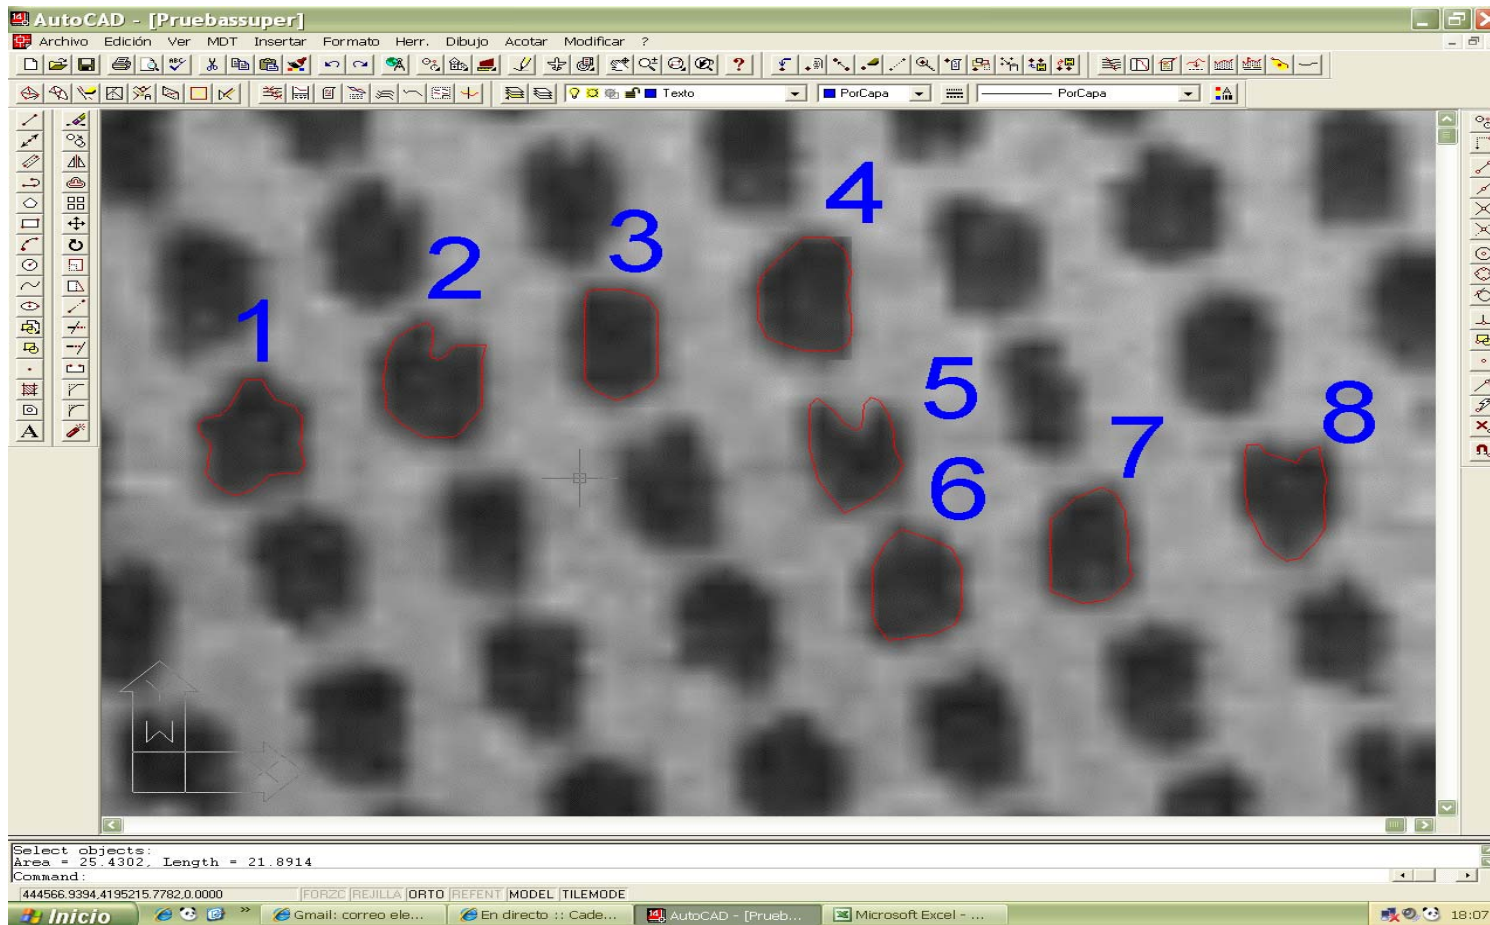 AutoCAD - [Pruebassuper]
Archivo Edición Ver MDT Insertar Formato Herr. Dibujo Acotar Modificar ?
Texto PorCapa PorCapa
4
3
2
1
5
8
7
6
W
X
Select objects:
Area = 25.4302, Length = 21.8914
Command:
444566.9394,4195215.7782,0.0000 FORZC REJILLA ORTO REFENT MODEL TILEMODE
Inicio » Gmail: correo ele... En directo :: Cade... AutoCAD - [Prueb... Microsoft Excel - ... 18:07